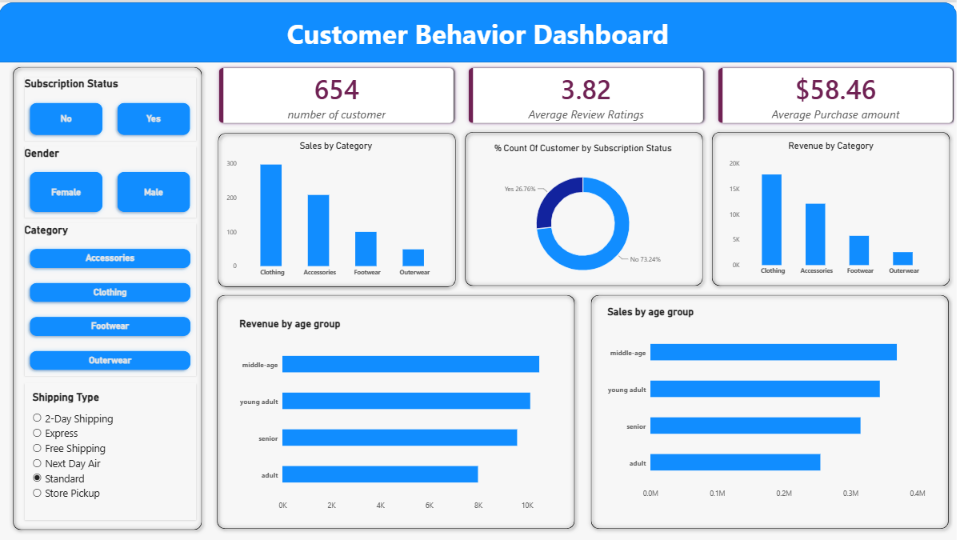 Customer Behavior Dashboard
Subscription Status
No
Yes
Gender
Female
Male
Category
Accessories
Clothing
Footwear
Outerwear
Shipping Type
2-Day Shipping
Express
Free Shipping
Next Day Air
Standard
Store Pickup
654
number of customer
3.82
Average Review Ratings
$58.46
Average Purchase amount
Sales by Category
300
200
100
0
Clothing
Accessories
Footwear
Outerwear
% Count Of Customer by Subscription Status
Yes 26.76%
No 73.24%
Revenue by Category
20K
15K
10K
5K
0K
Clothing
Accessories
Footwear
Outerwear
Revenue by age group
middle-age
young adult
senior
adult
0K
2K
4K
6K
8K
10K
Sales by age group
middle-age
young adult
senior
adult
0.0M
0.1M
0.2M
0.3M
0.4M